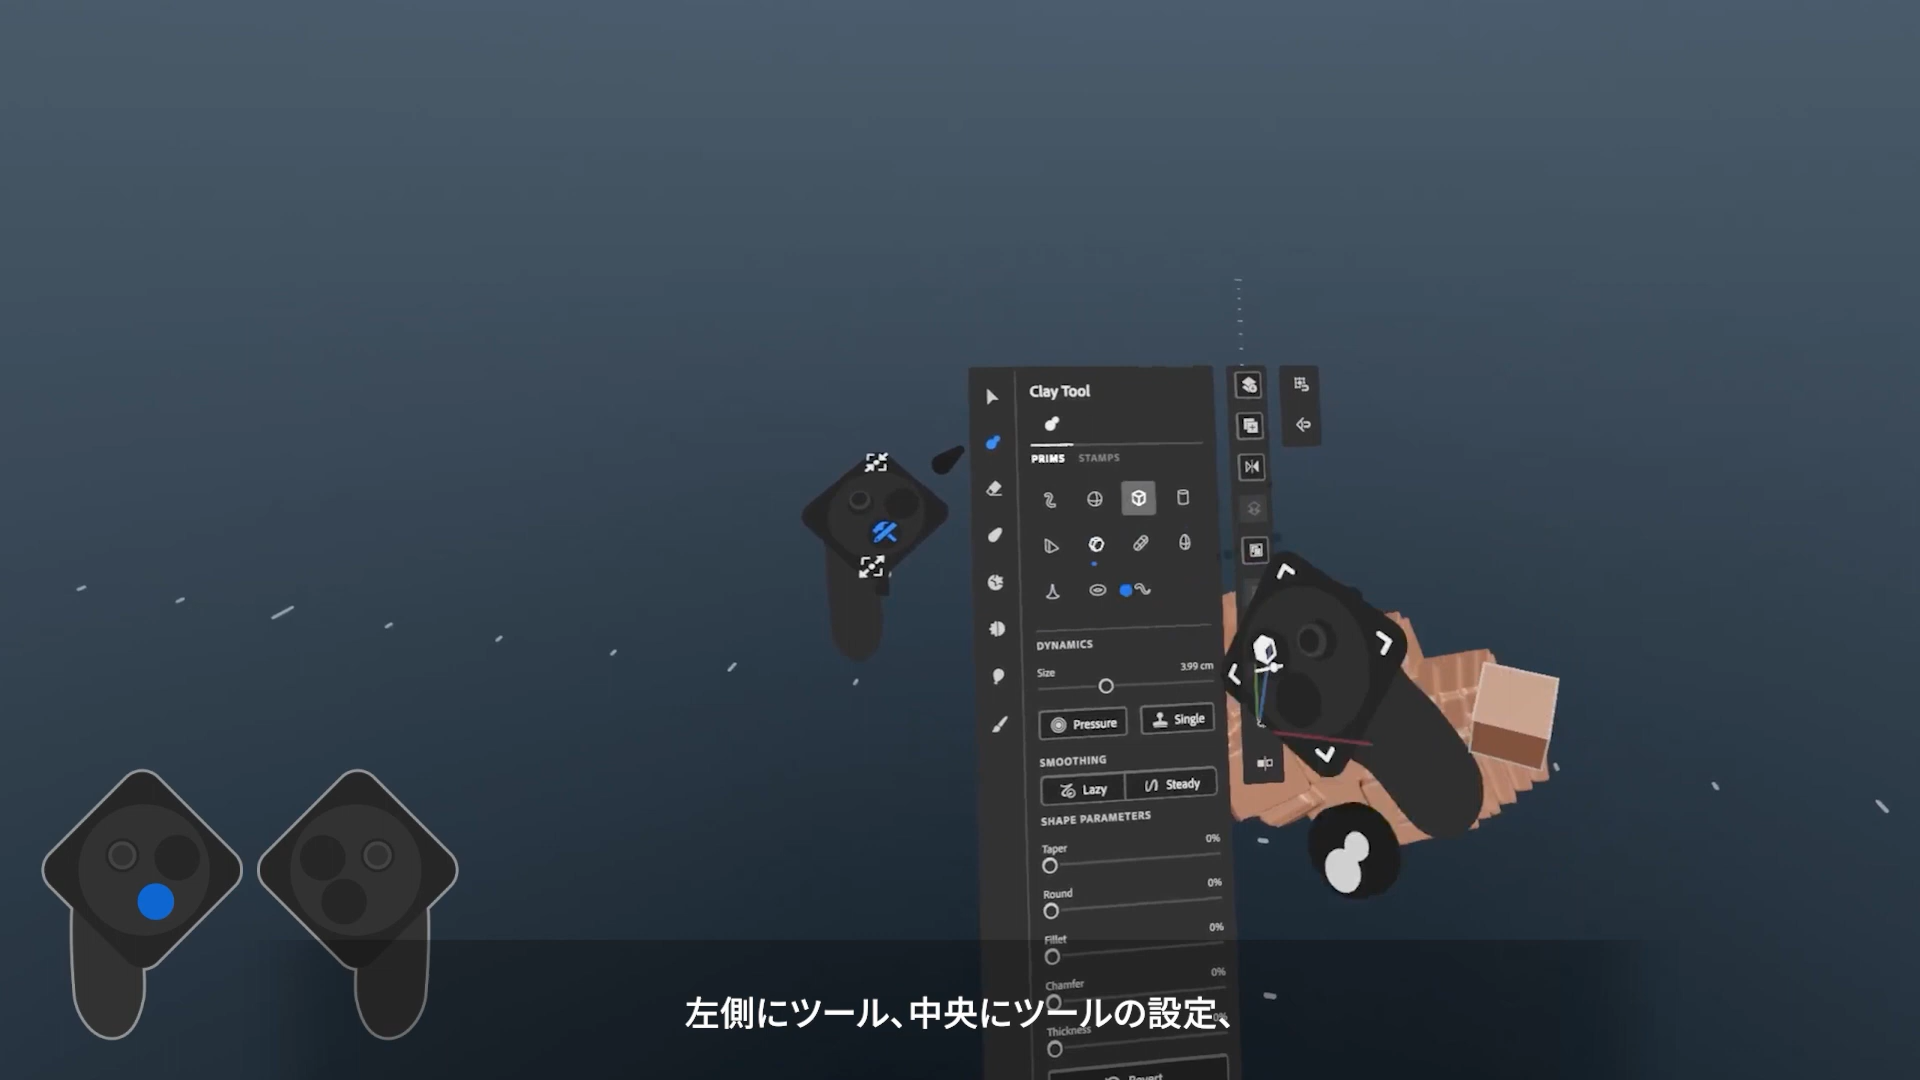 Clay Tool
PRIMS STAMPS
DYNAMICS
Size 3.99 cm
Pressure Single
SMOOTHING
Lazy Steady
SHAPE PARAMETERS
Taper 0%
Round 0%
Fillet 0%
Chamfer 0%
Thickness 0%
Revert
左側にツール、中央にツールの設定、